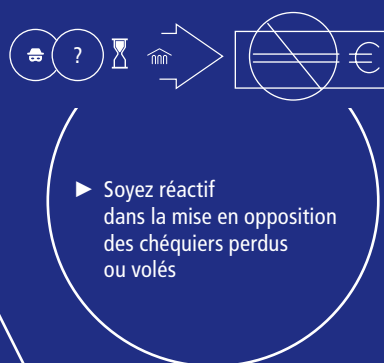 ?
€
► Soyez réactif
dans la mise en opposition
des chéquiers perdus
ou volés